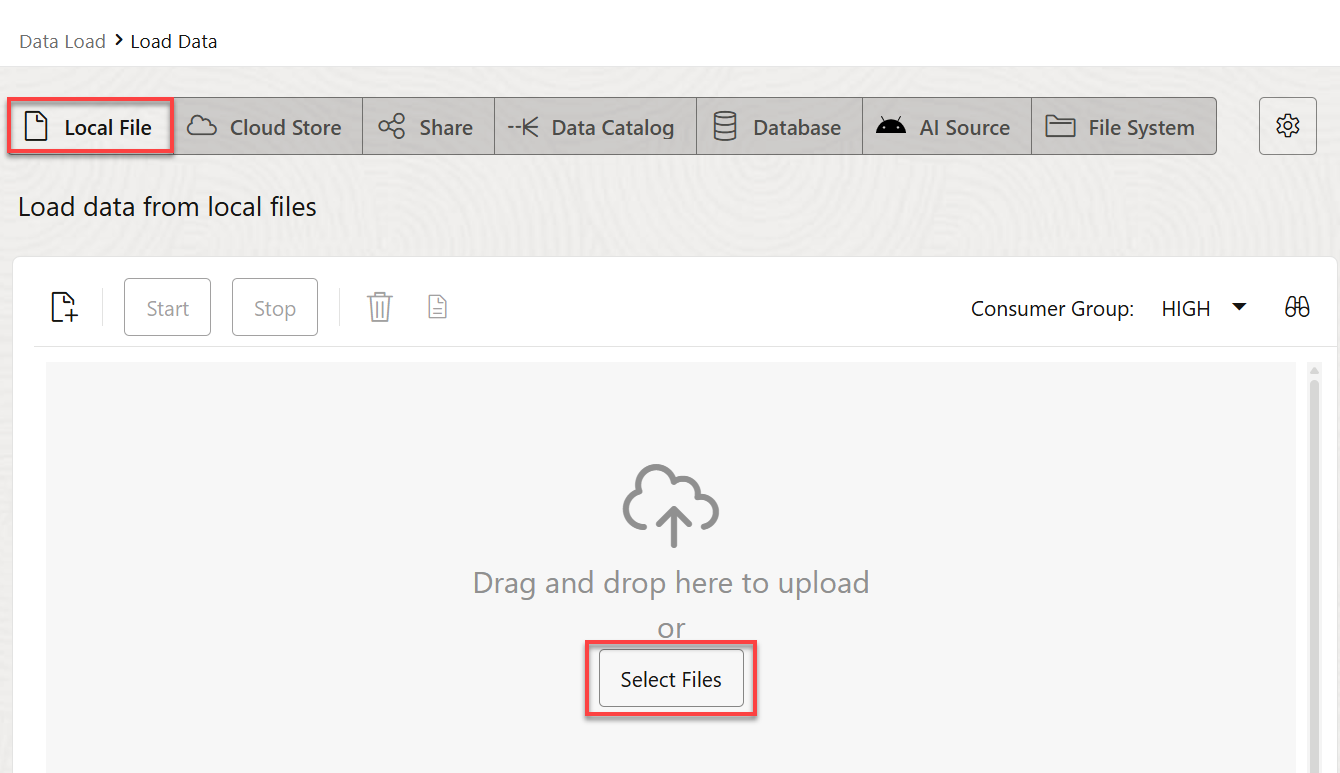 Data Load > Load Data
Local File Cloud Store Share Data Catalog Database AI Source File System
Load data from local files
Start Stop Consumer Group: HIGH
Drag and drop here to upload
or
Select Files